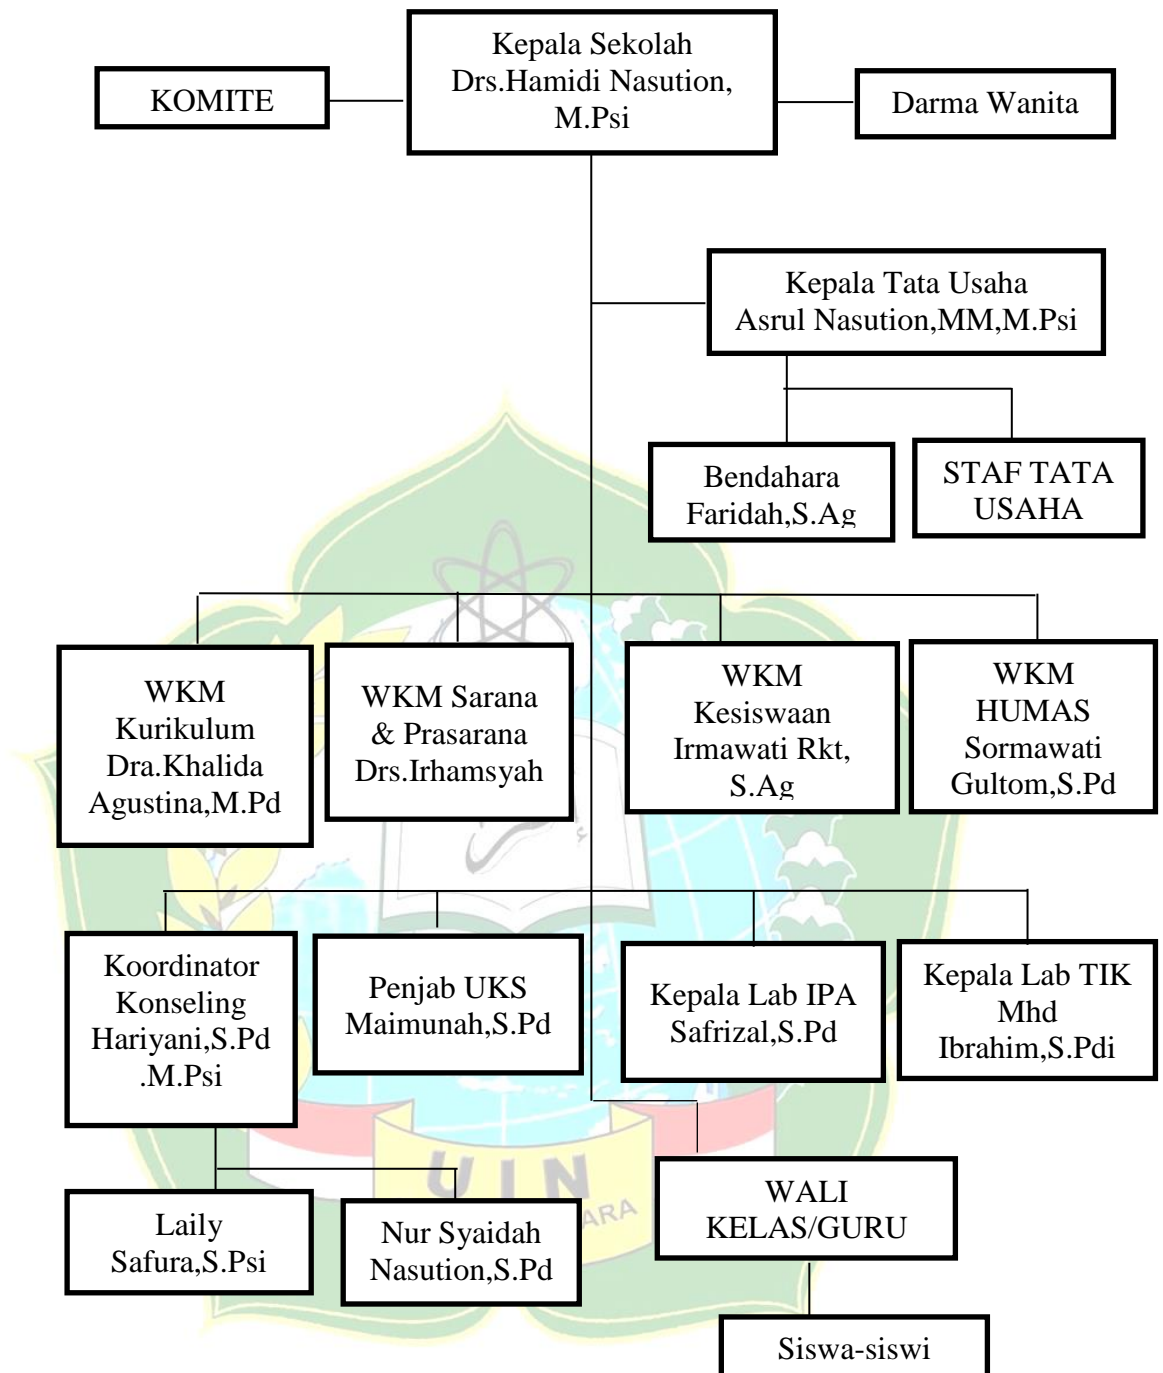 Kepala Sekolah
Drs.Hamidi Nasution,
M.Psi
KOMITE
Darma Wanita
Kepala Tata Usaha
Asrul Nasution,MM,M.Psi
Bendahara
Faridah,S.Ag
STAF TATA
USAHA
WKM
Kurikulum
Dra.Khalida
Agustina,M.Pd
WKM Sarana
& Prasarana
Drs.Irhamsyah
WKM
Kesiswaan
Irmawati Rkt,
S.Ag
WKM
HUMAS
Sormawati
Gultom,S.Pd
Koordinator
Konseling
Hariyani,S.Pd
.M.Psi
Penjab UKS
Maimunah,S.Pd
Kepala Lab IPA
Safrizal,S.Pd
Kepala Lab TIK
Mhd
Ibrahim,S.Pdi
UIN
Laily
Safura,S.Psi
Nur Syaidah
Nasution,S.Pd
WALI
KELAS/GURU
Siswa-siswi